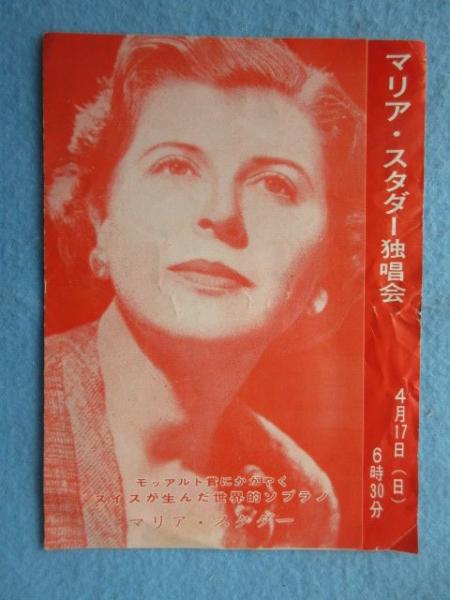 マリア・スタダー独唱会
4月17日（日）
6時30分
モッアルト賞にかがやく
スイスが生んだ世界的ソプラノ
マリア・スタダー